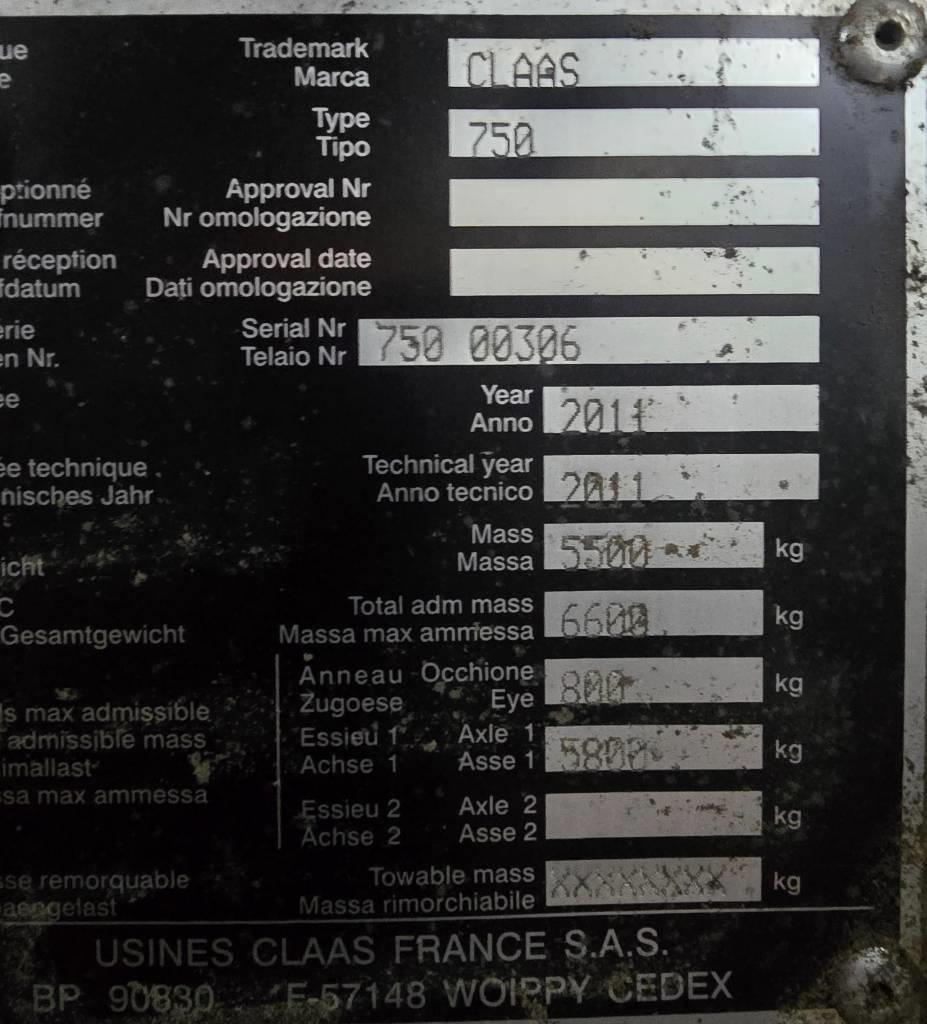 ue Trademark CLAAS
e Marca
Type 750
Tipo
ptionné Approval Nr
fnummer Nr omologazione
réception Approval date
fdatum Dati omologazione
érie Serial Nr 750 00306
en Nr. Telaio Nr
ée Year 2011
Anno
ée technique Technical year 2011
nisches Jahr Anno tecnico
Mass 5500 kg
icht Massa
C Total adm mass 6600 kg
Gesamtgewicht Massa max ammessa
Anneau Occhione 800 kg
ls max admissible Zugoese Eye
admissible mass Essieu 1 Axle 1 5800 kg
imallast Achse 1 Asse 1
ssa max ammessa Essieu 2 Axle 2 kg
Achse 2 Asse 2
sse remorquable Towable mass XXXXXXXX kg
aengelast Massa rimorchiabile
USINES CLAAS FRANCE S.A.S.
BP 90830 F-57148 WOIPPY CEDEX